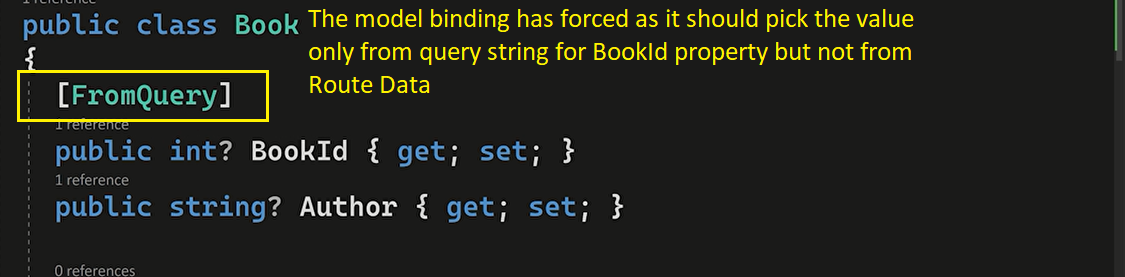 1 reference
public class Book
The model binding has forced as it should pick the value
only from query string for BookId property but not from
Route Data
{
[FromQuery]
1 reference
public int? BookId { get; set; }
1 reference
public string? Author { get; set; }
0 references